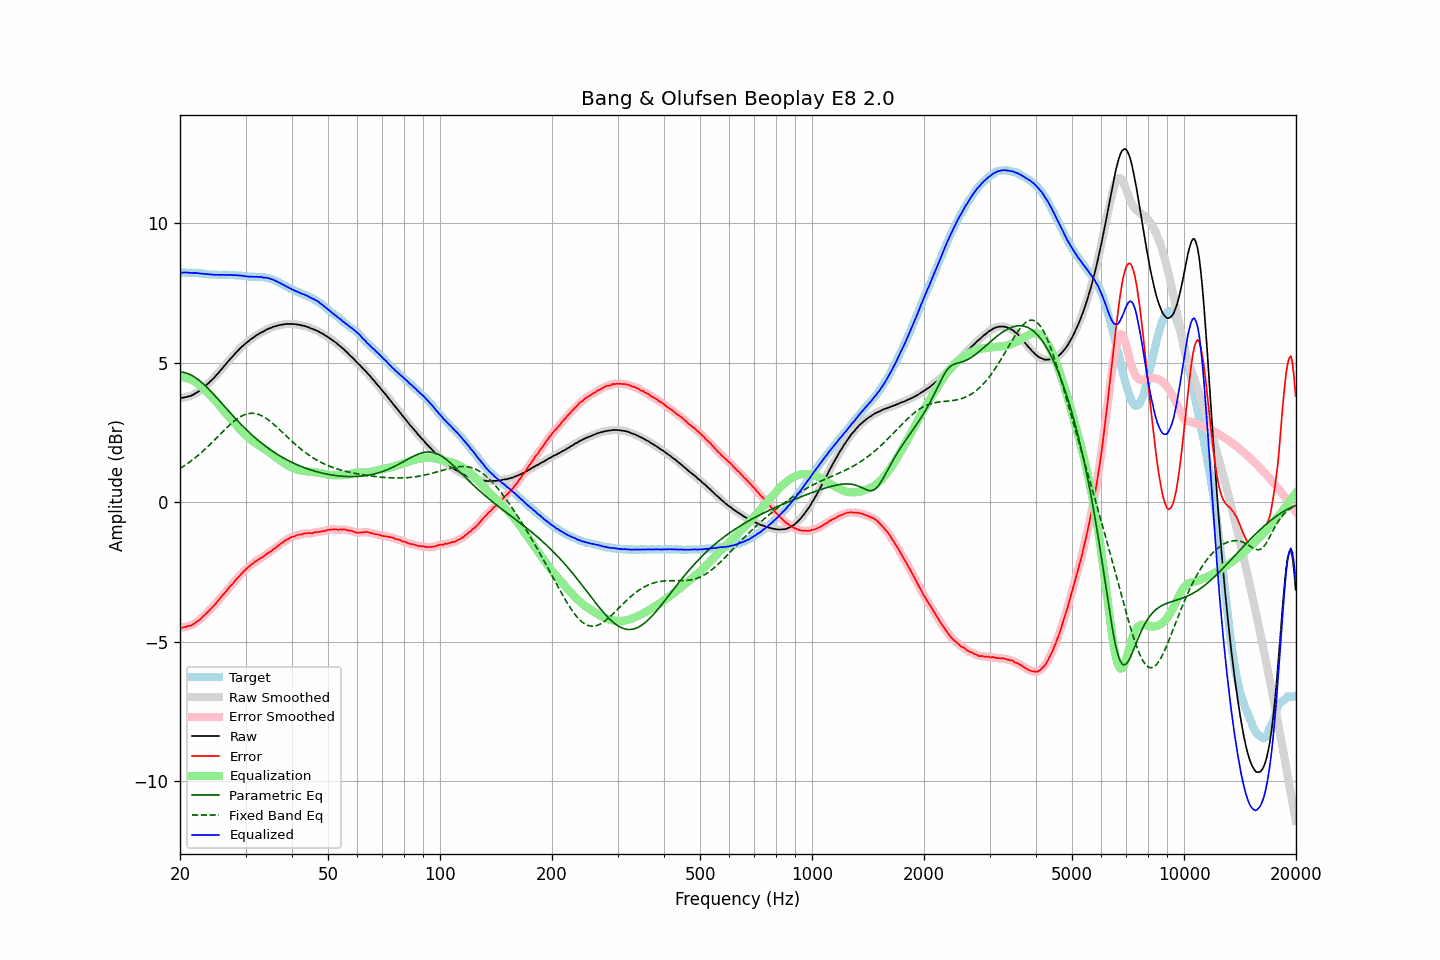 Bang & Olufsen Beoplay E8 2.0
Amplitude (dBr)
10
5
0
−5
−10
Target
Raw Smoothed
Error Smoothed
Raw
Error
Equalization
Parametric Eq
Fixed Band Eq
Equalized
20 50 100 200 500 1000 2000 5000 10000 20000
Frequency (Hz)